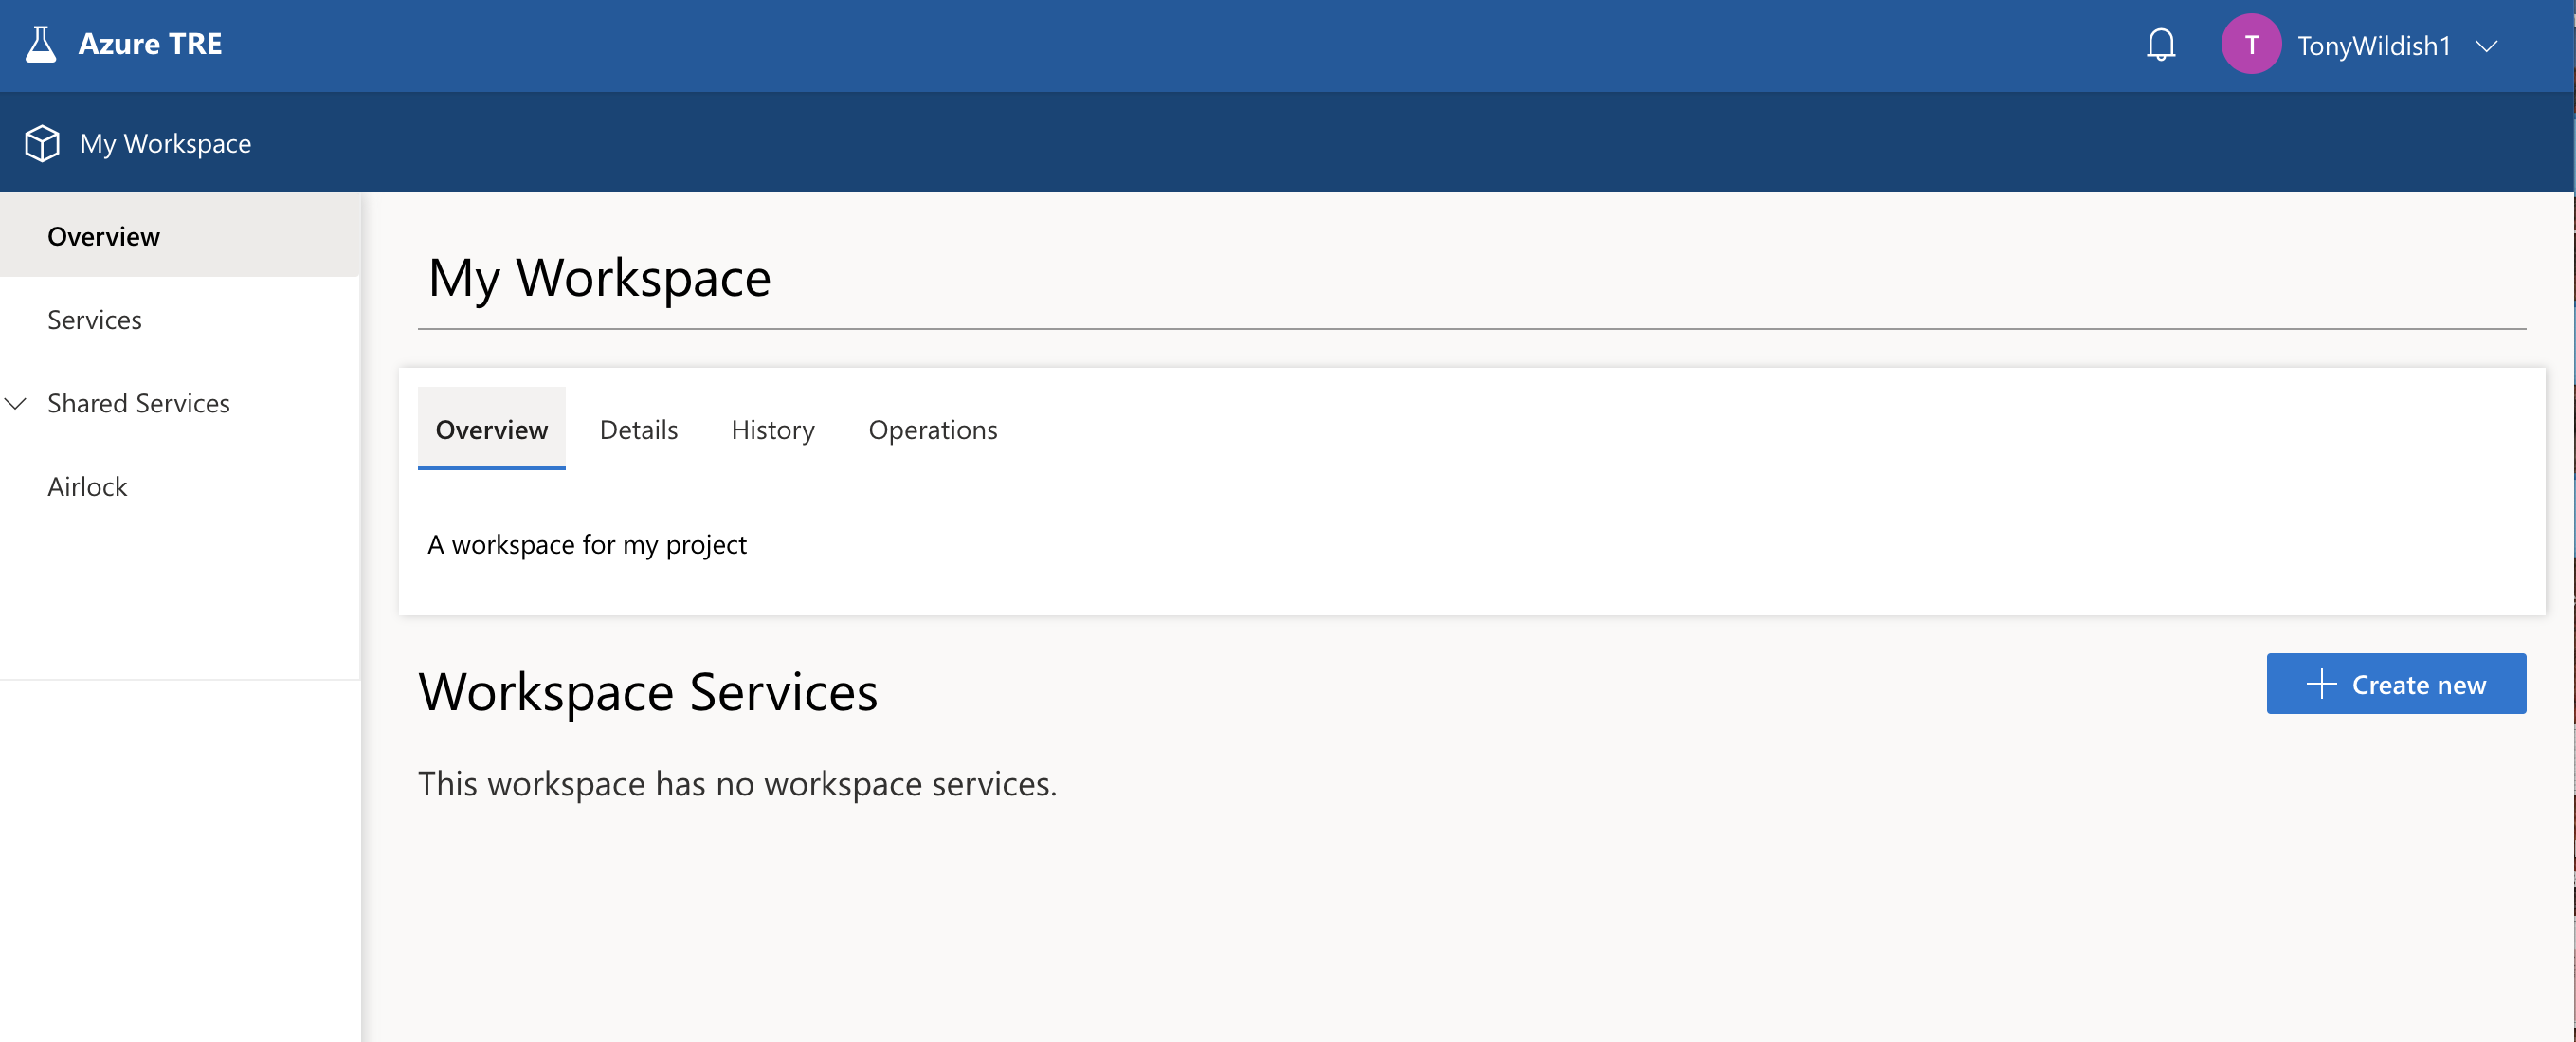 Azure TRE
T
TonyWildish1
My Workspace
Overview
Services
Shared Services
Airlock
My Workspace
Overview
Details
History
Operations
A workspace for my project
Workspace Services
Create new
This workspace has no workspace services.